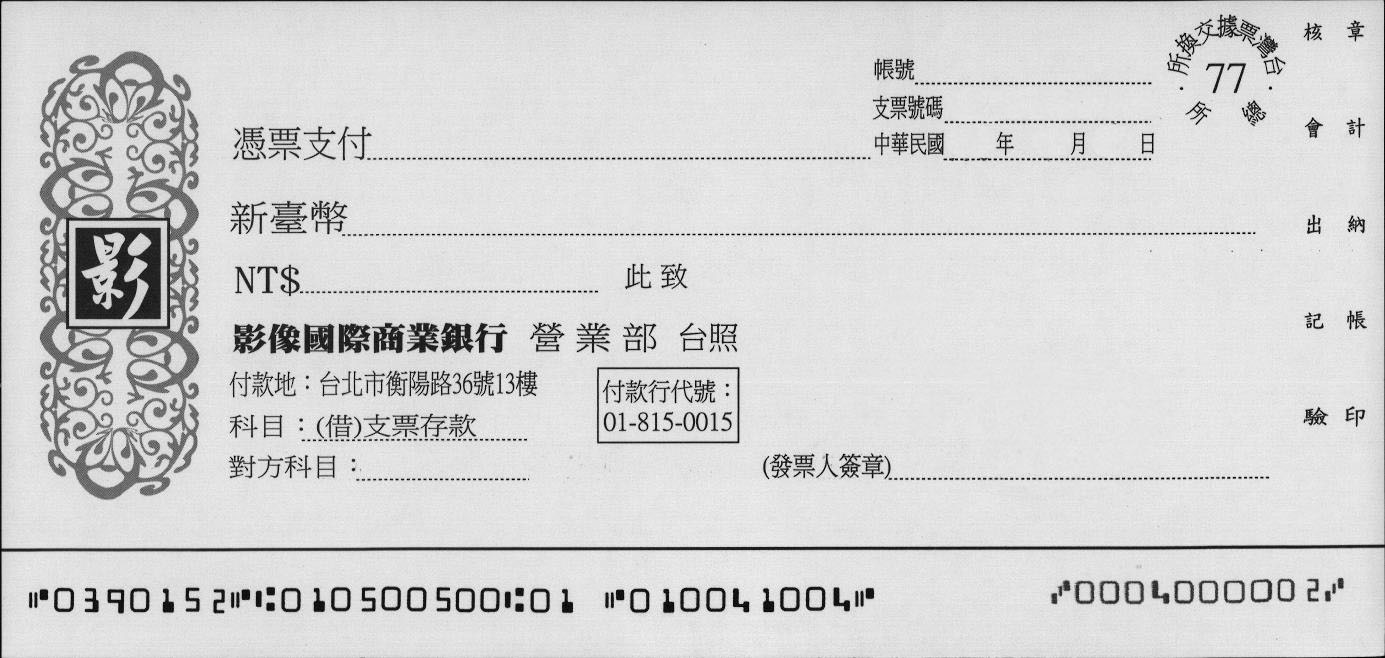 影
帳號
支票號碼
中華民國 年 月 日
台灣票據交換所
77
總所
憑票支付
新臺幣
NT$
此致
影像國際商業銀行 營業部 台照
付款地：台北市衡陽路36號13樓
科目：(借)支票存款
對方科目：
付款行代號：
01-815-0015
(發票人簽章)
核章
會計
出納
記帳
驗印
⑈0390152⑈⑆010500500⑆01 ⑈010041004⑈ ⑇0004000002⑇